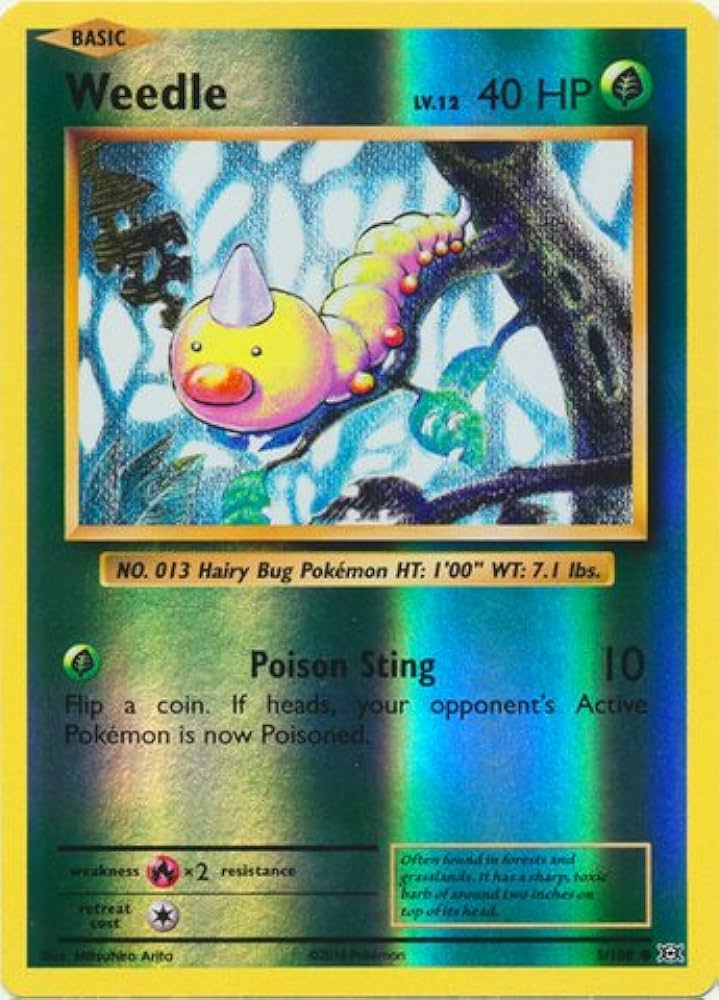 BASIC
Weedle LV.12 40 HP
NO. 013 Hairy Bug Pokémon HT: 1'00" WT: 7.1 lbs.
Poison Sting 10
Flip a coin. If heads, your opponent's Active
Pokémon is now Poisoned.
weakness ×2 resistance
retreat
cost
Often found in forests and
grasslands. It has a sharp, toxic
barb of around two inches on
top of its head.
Illus. Mitsuhiro Arita ©2016 Pokémon 5/108